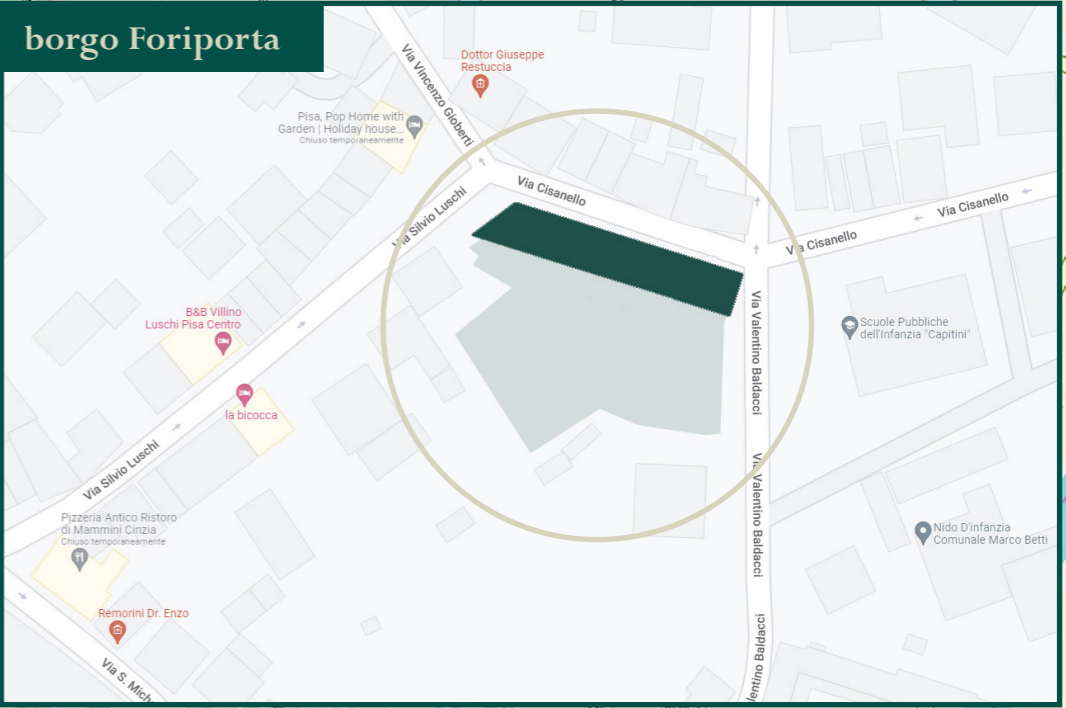 borgo Foriporta
Via Vincenzo Gioberti
Dottor Giuseppe
Restuccia
Pisa, Pop Home with
Garden | Holiday house...
Chiuso temporaneamente
Via Cisanello
Via Cisanello
Via Cisanello
Via Silvio Luschi
B&B Villino
Luschi Pisa Centro
la bicocca
Via Valentino Baldacci
Scuole Pubbliche
dell'Infanzia "Capitini"
Via Silvio Luschi
Via Valentino Baldacci
Pizzeria Antico Ristoro
di Mammini Cinzia
Chiuso temporaneamente
Nido D'infanzia
Comunale Marco Betti
Remorini Dr. Enzo
Via S. Mich
lentino Baldacci